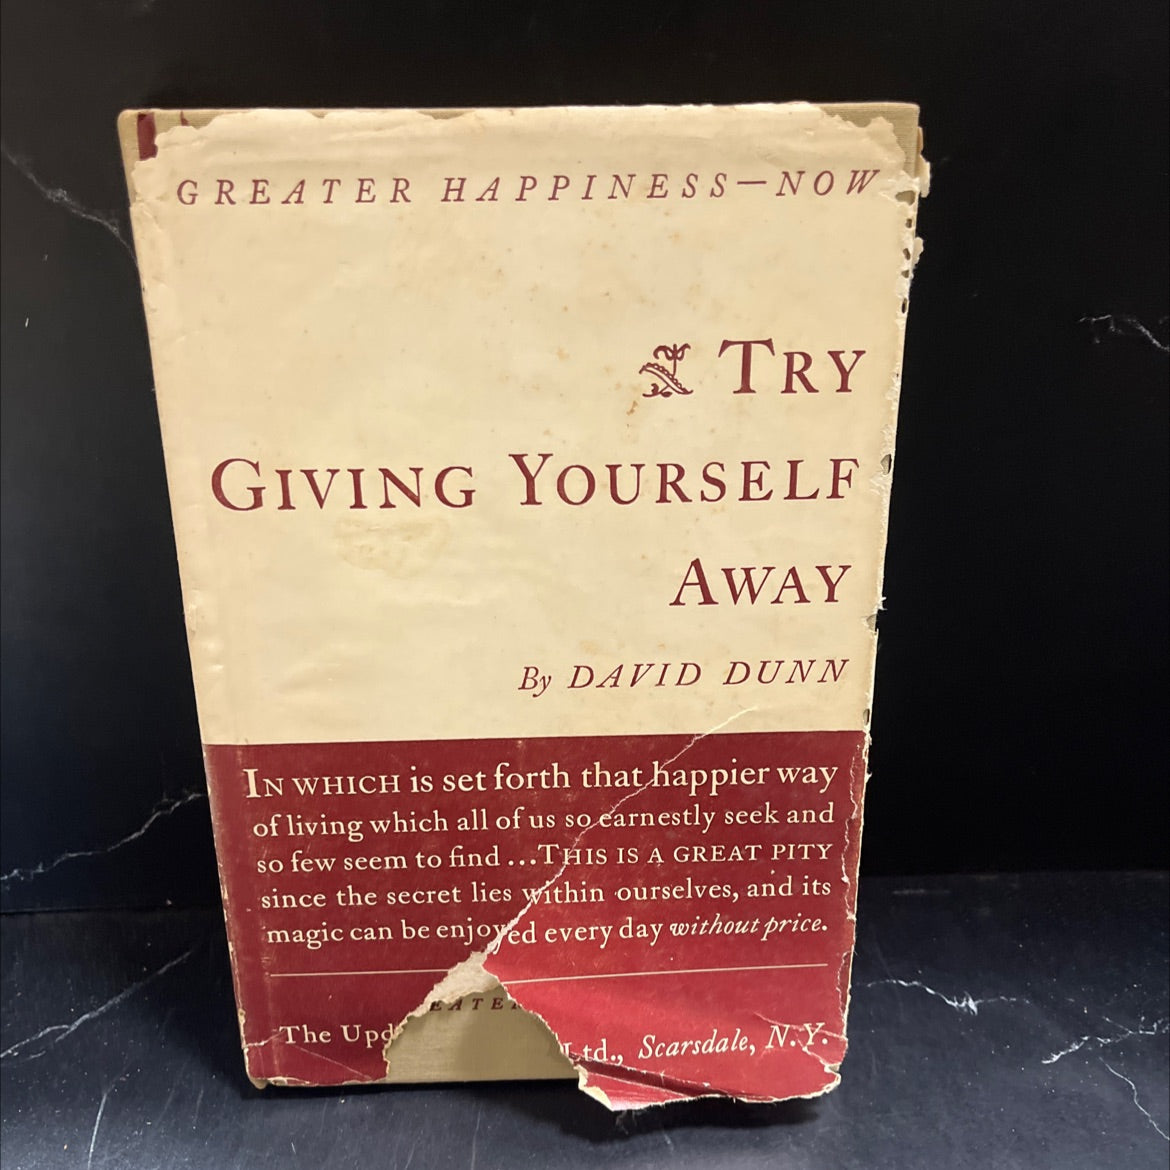 GREATER HAPPINESS—NOW
TRY
GIVING YOURSELF
AWAY
By DAVID DUNN
IN WHICH is set forth that happier way
of living which all of us so earnestly seek and
so few seem to find ... THIS IS A GREAT PITY
since the secret lies within ourselves, and its
magic can be enjoyed every day without price.
EATE
The Upd Ltd., Scarsdale, N.Y.